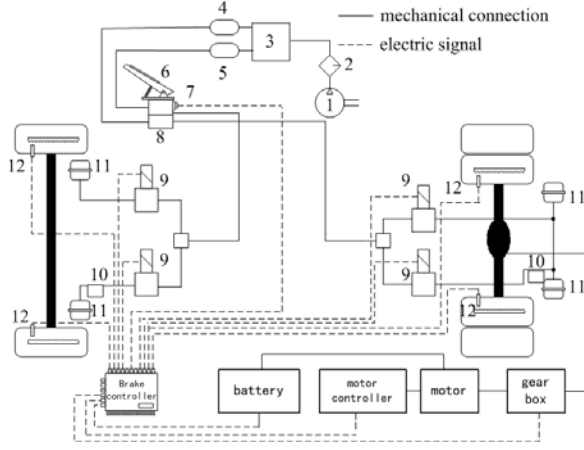 4
mechanical connection
3
electric signal
2
5
6
7
1
8
12
11
9
12
9
11
10
9
10
9
11
12
11
12
Brake
controller
battery
motor
controller
motor
gear
box